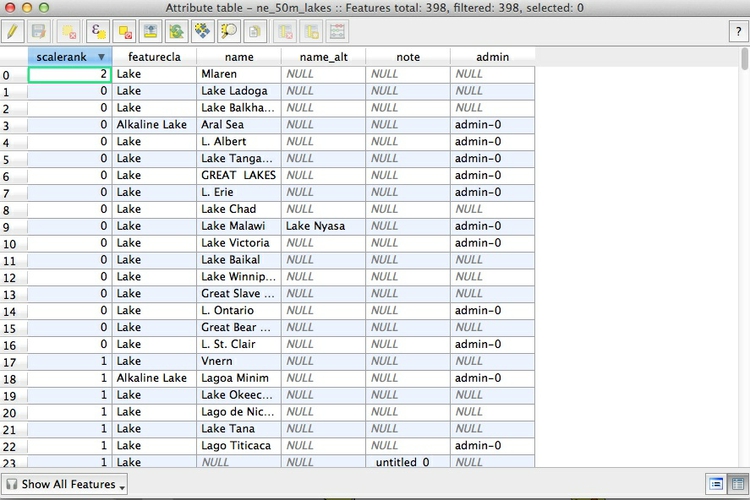 Attribute table - ne_50m_lakes :: Features total: 398, filtered: 398, selected: 0
?
scalerank featurecla name name_alt note admin
0 2 Lake Mlaren NULL NULL NULL
1 0 Lake Lake Ladoga NULL NULL NULL
2 0 Lake Lake Balkha... NULL NULL NULL
3 0 Alkaline Lake Aral Sea NULL NULL admin-0
4 0 Lake L. Albert NULL NULL admin-0
5 0 Lake Lake Tanga... NULL NULL admin-0
6 0 Lake GREAT LAKES NULL NULL admin-0
7 0 Lake L. Erie NULL NULL admin-0
8 0 Lake Lake Chad NULL NULL NULL
9 0 Lake Lake Malawi Lake Nyasa NULL admin-0
10 0 Lake Lake Victoria NULL NULL admin-0
11 0 Lake Lake Baikal NULL NULL NULL
12 0 Lake Lake Winnip... NULL NULL NULL
13 0 Lake Great Slave ... NULL NULL NULL
14 0 Lake L. Ontario NULL NULL admin-0
15 0 Lake Great Bear ... NULL NULL NULL
16 0 Lake L. St. Clair NULL NULL admin-0
17 1 Lake Vnern NULL NULL NULL
18 1 Alkaline Lake Lagoa Minim NULL NULL admin-0
19 1 Lake Lake Okeec... NULL NULL NULL
20 1 Lake Lago de Nic... NULL NULL NULL
21 1 Lake Lake Tana NULL NULL NULL
22 1 Lake Lago Titicaca NULL NULL admin-0
23 1 Lake NULL NULL untitled 0 NULL
Show All Features